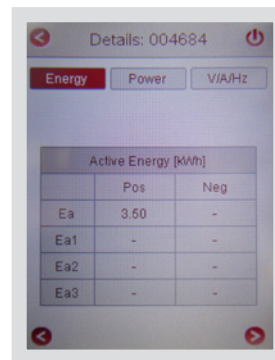 Details: 004684
Energy Power V/A/Hz
Active Energy [kWh]
Pos Neg
Ea 3.50 -
Ea1 - -
Ea2 - -
Ea3 - -